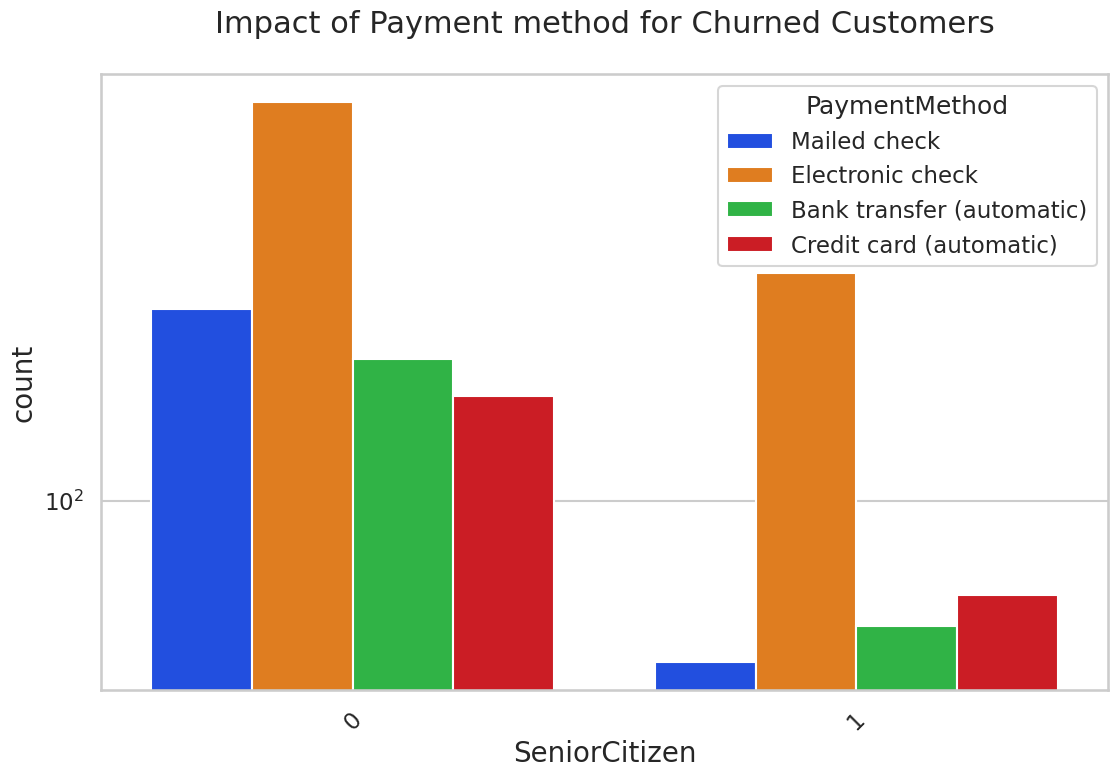 Impact of Payment method for Churned Customers
PaymentMethod
Mailed check
Electronic check
Bank transfer (automatic)
Credit card (automatic)
count
10²
0
1
SeniorCitizen